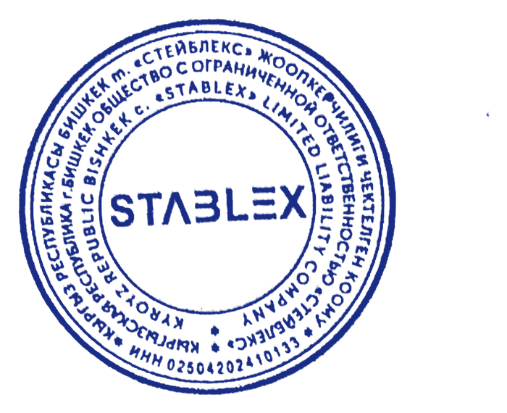 КЫРГЫЗ РЕСПУБЛИКАСЫ БИШКЕК т. «СТЕЙБЛЕКС» ЖООПКЕРЧИЛИГИ ЧЕКТЕЛГЕН КООМУ
* ИНН 02504202410133 *
КЫРГЫЗСКАЯ РЕСПУБЛИКА г.БИШКЕК ОБЩЕСТВО С ОГРАНИЧЕННОЙ ОТВЕТСТВЕННОСТЬЮ «СТЕЙБЛЕКС» *
KYRGYZ REPUBLIC BISHKEK C. «STABLEX» LIMITED LIABILITY COMPANY *
STABLEX